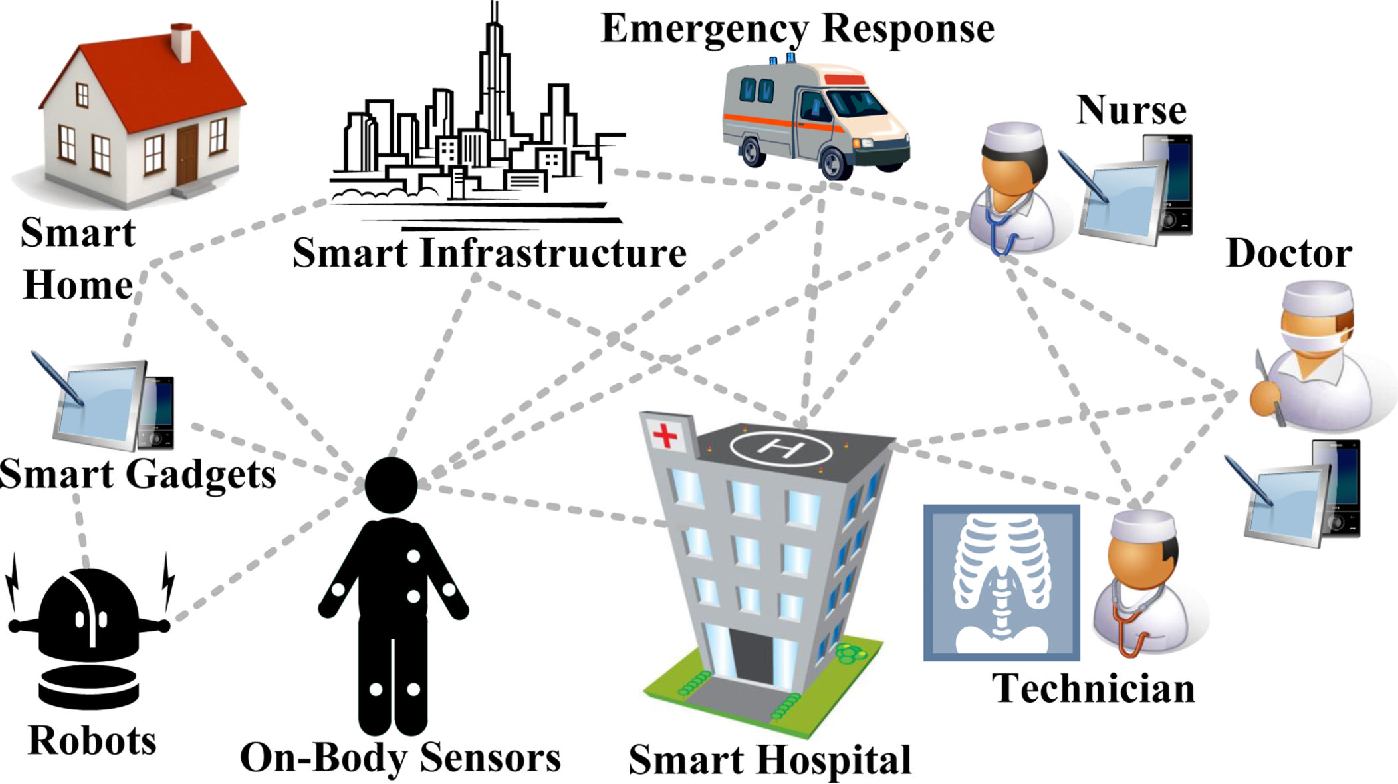 Emergency Response
Nurse
Smart
Home
Smart Infrastructure
Doctor
Smart Gadgets
H
Technician
Robots
On-Body Sensors
Smart Hospital